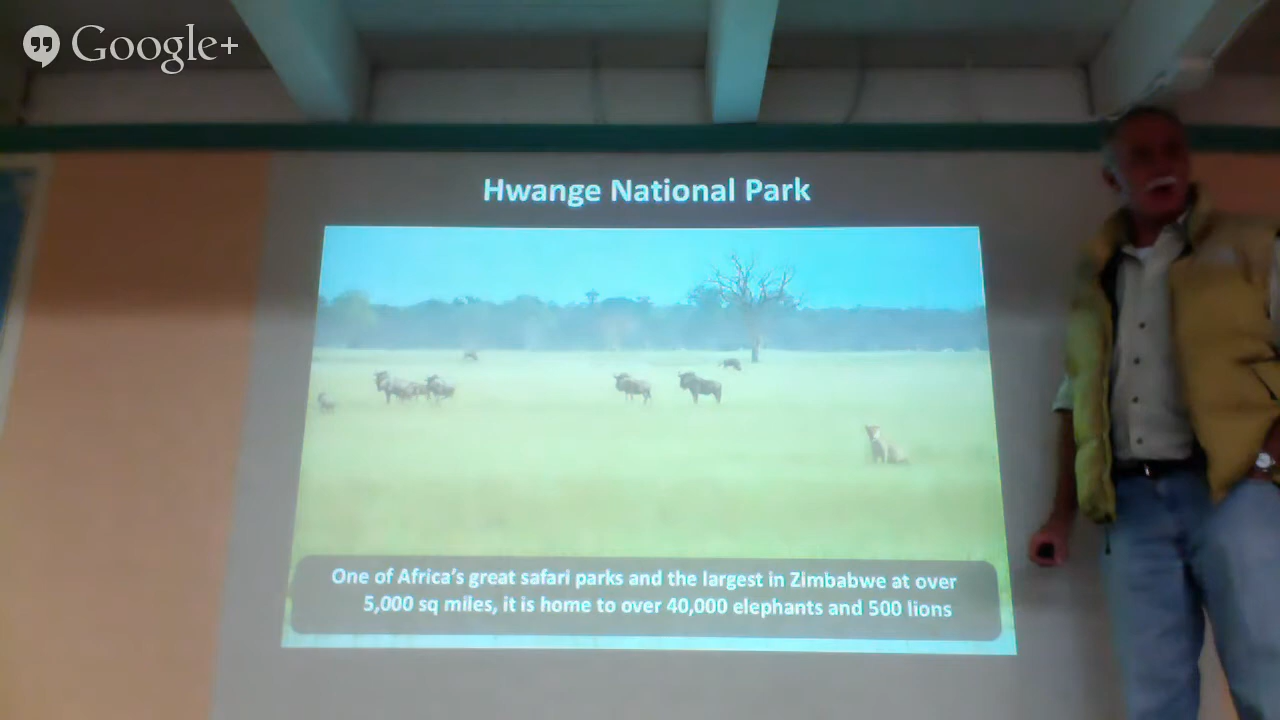 Google+
Hwange National Park
One of Africa's great safari parks and the largest in Zimbabwe at over
5,000 sq miles, it is home to over 40,000 elephants and 500 lions